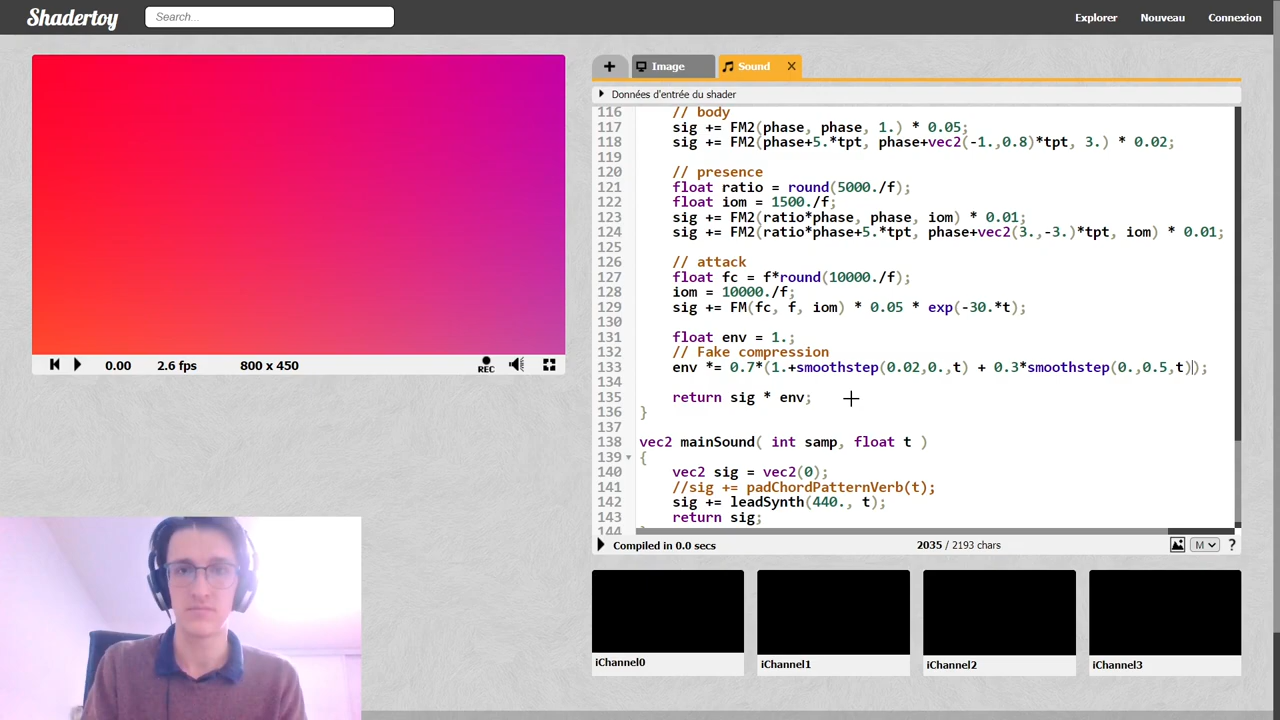 Shadertoy
Search...
Explorer
Nouveau
Connexion
Image
Sound
Données d'entrée du shader
116 // body
117 sig += FM2(phase, phase, 1.) * 0.05;
118 sig += FM2(phase+5.*tpt, phase+vec2(-1.,0.8)*tpt, 3.) * 0.02;
119
120 // presence
121 float ratio = round(5000./f);
122 float iom = 1500./f;
123 sig += FM2(ratio*phase, phase, iom) * 0.01;
124 sig += FM2(ratio*phase+5.*tpt, phase+vec2(3.,-3.)*tpt, iom) * 0.01;
125
126 // attack
127 float fc = f*round(10000./f);
128 iom = 10000./f;
129 sig += FM(fc, f, iom) * 0.05 * exp(-30.*t);
130
131 float env = 1.;
132 // Fake compression
133 env *= 0.7*(1.+smoothstep(0.02,0.,t) + 0.3*smoothstep(0.,0.5,t));
134
135 return sig * env;
136 }
137
138 vec2 mainSound( int samp, float t )
139 {
140 vec2 sig = vec2(0);
141 //sig += padChordPatternVerb(t);
142 sig += leadSynth(440., t);
143 return sig;
144
0.00
2.6 fps
800 x 450
REC
Compiled in 0.0 secs
2035 / 2193 chars
M
?
iChannel0
iChannel1
iChannel2
iChannel3